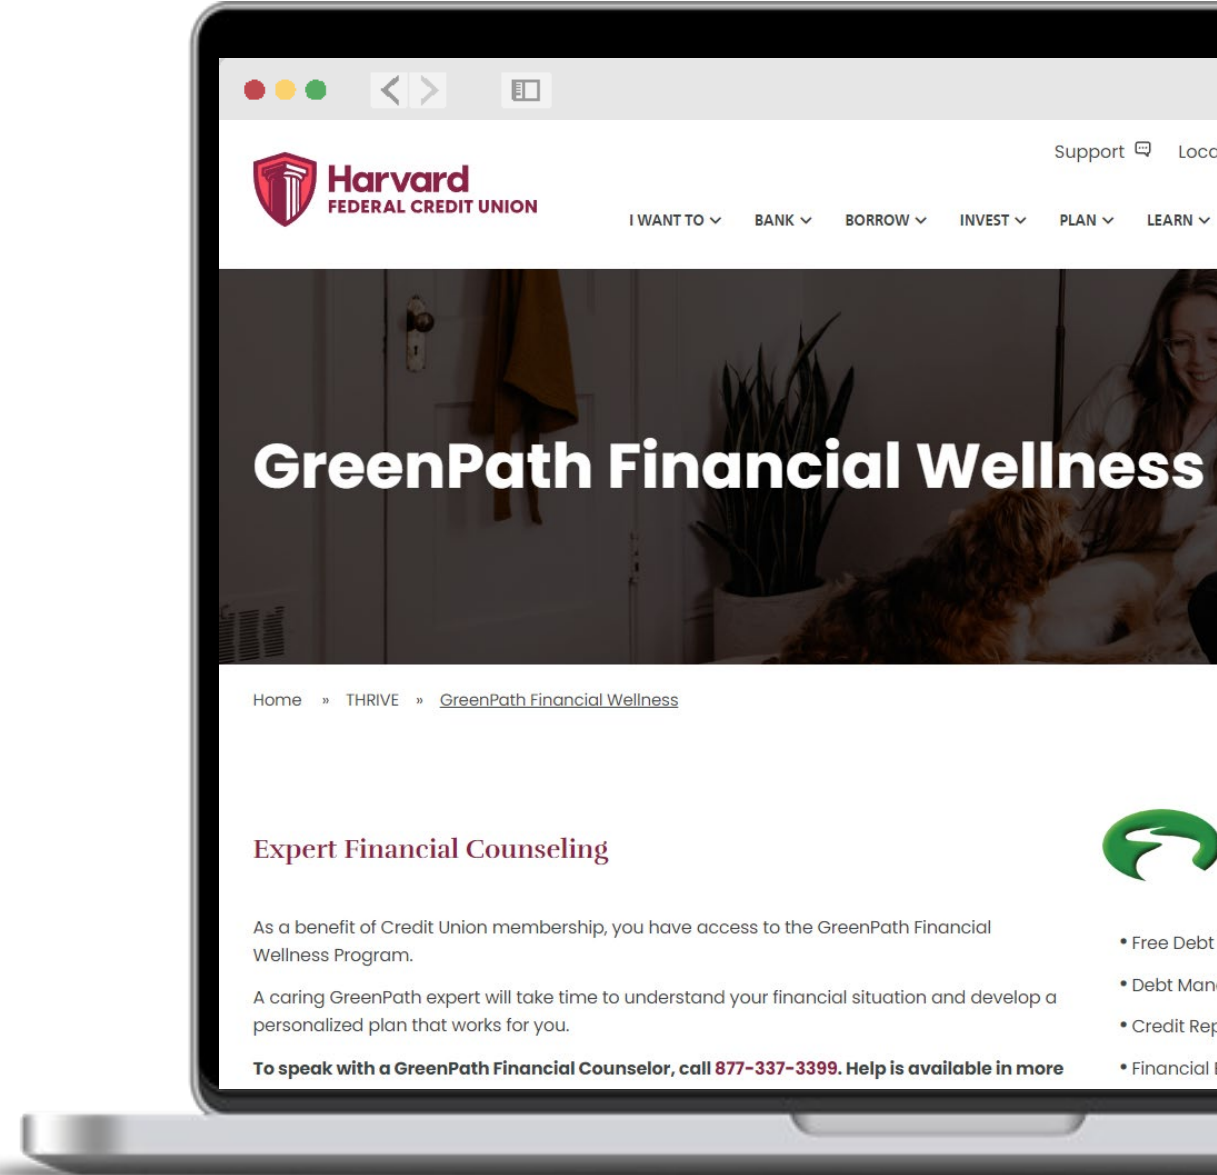 Harvard
FEDERAL CREDIT UNION
Support
I WANT TO
BANK
BORROW
INVEST
PLAN
LEARN
GreenPath Financial Wellness
Home » THRIVE » GreenPath Financial Wellness
Expert Financial Counseling
As a benefit of Credit Union membership, you have access to the GreenPath Financial
Wellness Program.
A caring GreenPath expert will take time to understand your financial situation and develop a
personalized plan that works for you.
To speak with a GreenPath Financial Counselor, call 877-337-3399. Help is available in more
• Free Debt
• Debt
• Credit
• Financial